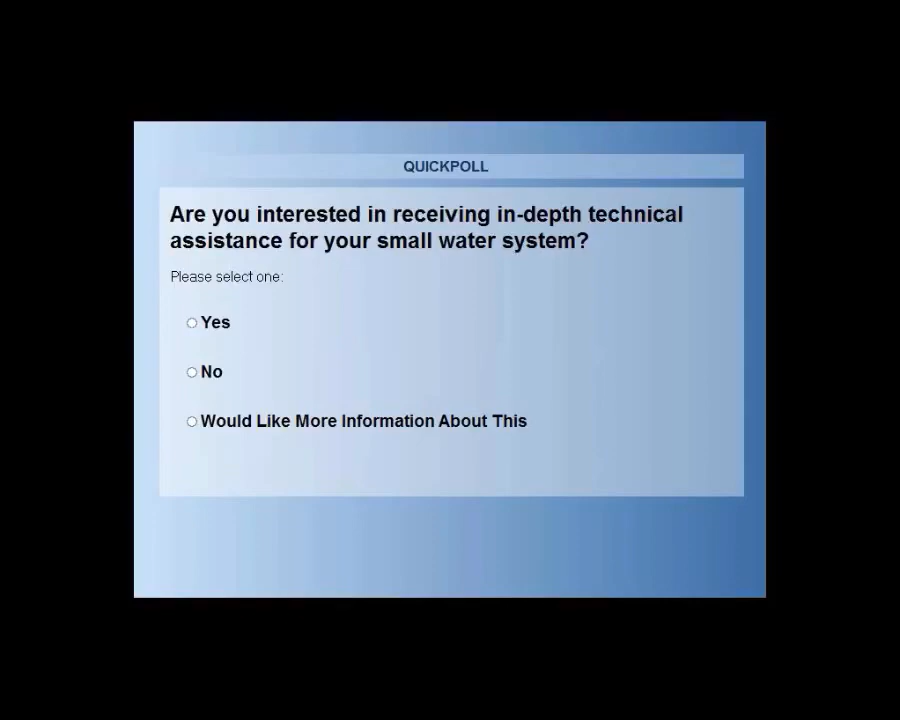 QUICKPOLL
Are you interested in receiving in-depth technical
assistance for your small water system?
Please select one:
Yes
No
Would Like More Information About This